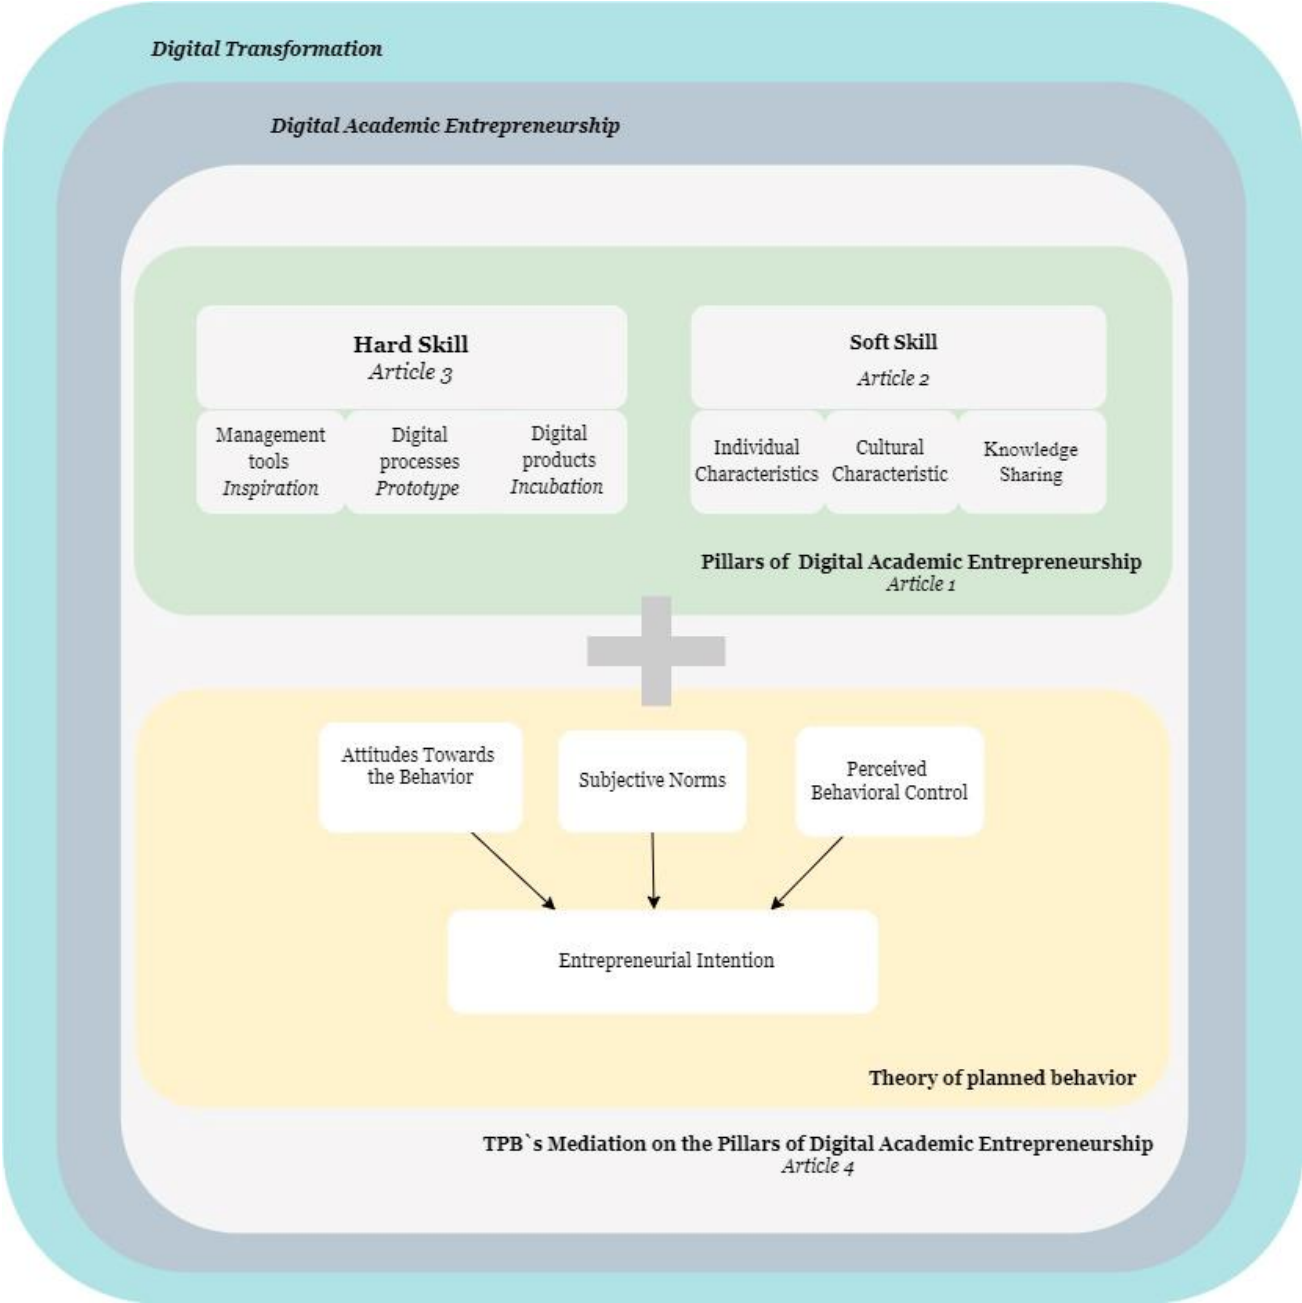 Digital Transformation
Digital Academic Entrepreneurship
Hard Skill
Article 3
Management
tools
Inspiration
Digital
processes
Prototype
Digital
products
Incubation
Soft Skill
Article 2
Individual
Characteristics
Cultural
Characteristic
Knowledge
Sharing
Pillars of Digital Academic Entrepreneurship
Article 1
Attitudes Towards
the Behavior
Subjective Norms
Perceived
Behavioral Control
Entrepreneurial Intention
Theory of planned behavior
TPB`s Mediation on the Pillars of Digital Academic Entrepreneurship
Article 4